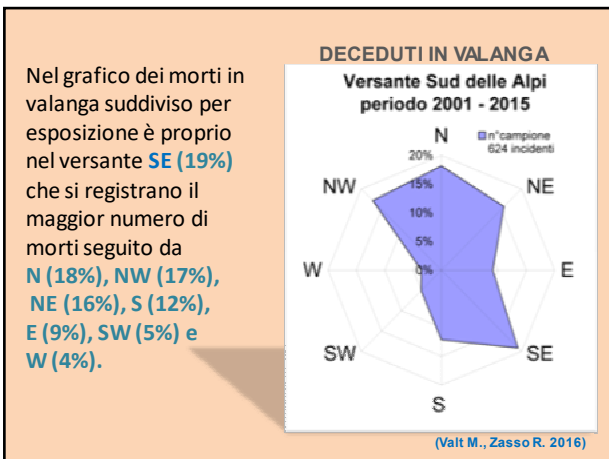 Nel grafico dei morti in
valanga suddiviso per
esposizione è proprio
nel versante SE (19%)
che si registrano il
maggior numero di
morti seguito da
N (18%), NW (17%),
NE (16%), S (12%),
E (9%), SW (5%) e
W (4%).
DECEDUTI IN VALANGA
Versante Sud delle Alpi
periodo 2001 - 2015
N
n°campione
624 incidenti
20%
NW
15%
NE
10%
5%
W
0%
E
SW
SE
S
(Valt M., Zasso R. 2016)